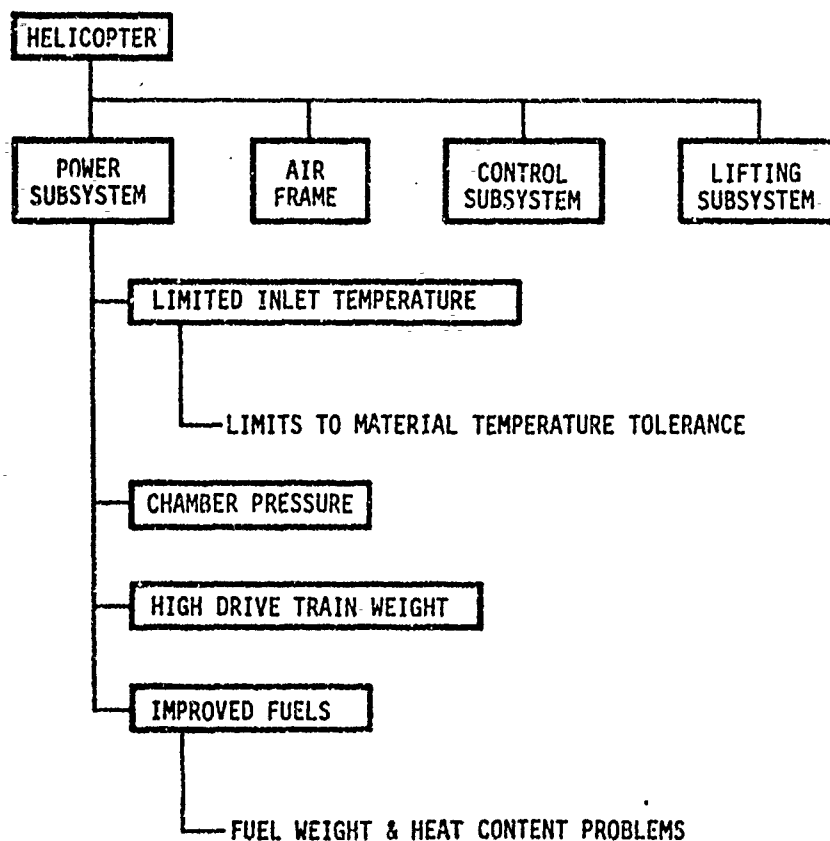 HELICOPTER
POWER
SUBSYSTEM
AIR
FRAME
CONTROL
SUBSYSTEM
LIFTING
SUBSYSTEM
LIMITED INLET TEMPERATURE
LIMITS TO MATERIAL TEMPERATURE TOLERANCE
CHAMBER PRESSURE
HIGH DRIVE TRAIN WEIGHT
IMPROVED FUELS
FUEL WEIGHT & HEAT CONTENT PROBLEMS